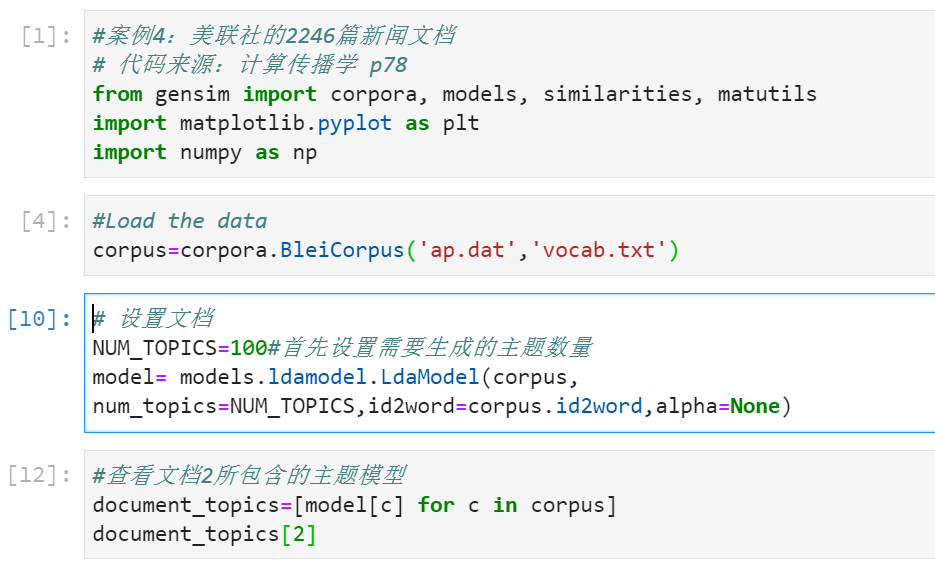 [1]:
#案例4：美联社的2246篇新闻文档
# 代码来源：计算传播学 p78
from gensim import corpora, models, similarities, matutils
import matplotlib.pyplot as plt
import numpy as np
[4]:
#Load the data
corpus=corpora.BleiCorpus('ap.dat','vocab.txt')
[10]:
# 设置文档
NUM_TOPICS=100#首先设置需要生成的主题数量
model= models.ldamodel.LdaModel(corpus,
num_topics=NUM_TOPICS,id2word=corpus.id2word,alpha=None)
[12]:
#查看文档2所包含的主题模型
document_topics=[model[c] for c in corpus]
document_topics[2]